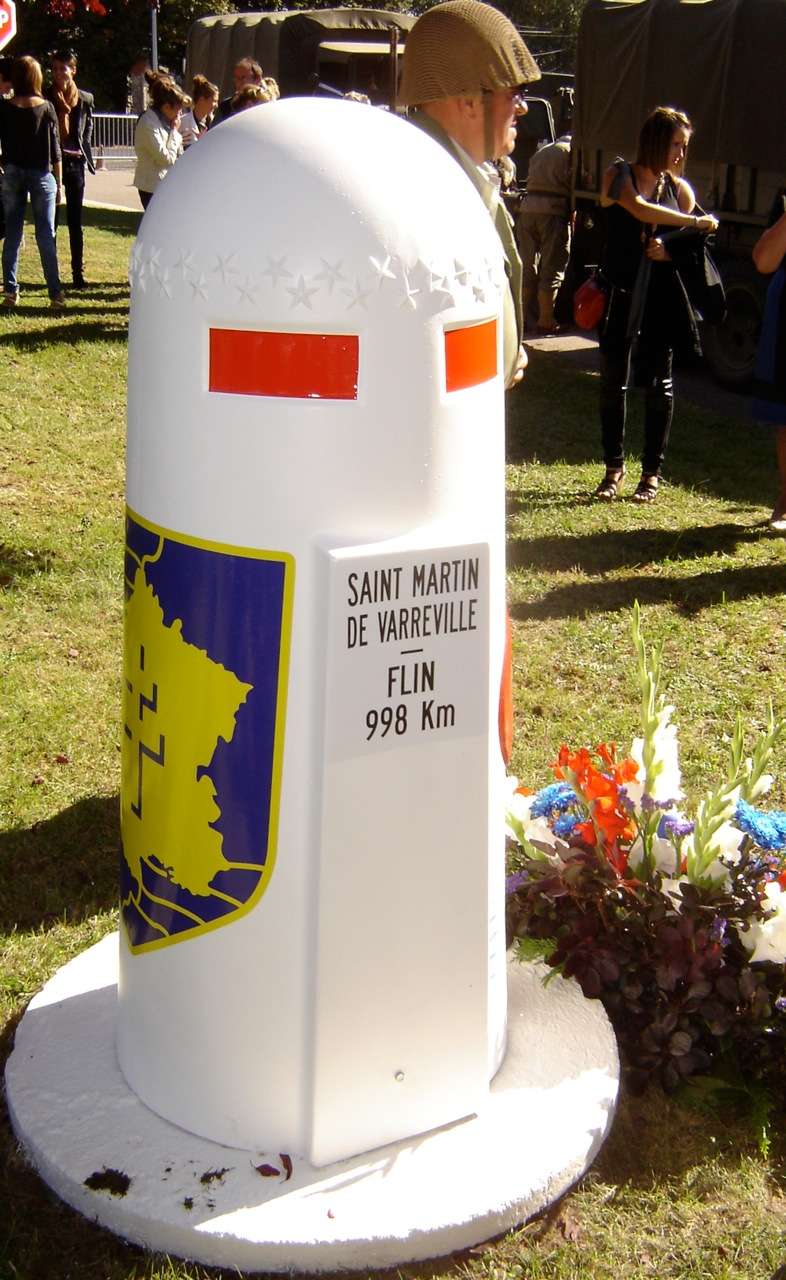 SAINT MARTIN
DE VARREVILLE
—
FLIN
998 Km